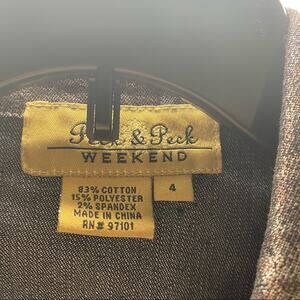 Peck & Peck
WEEKEND
4
83% COTTON
15% POLYESTER
2% SPANDEX
MADE IN CHINA
RN# 97101